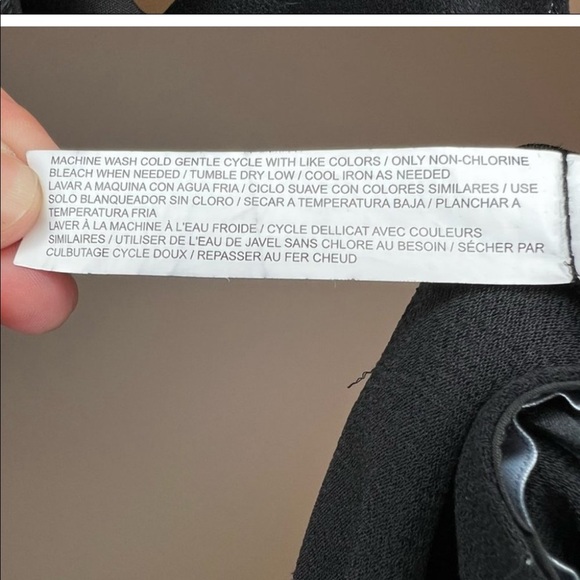 MACHINE WASH COLD GENTLE CYCLE WITH LIKE COLORS / ONLY NON-CHLORINE
BLEACH WHEN NEEDED / TUMBLE DRY LOW / COOL IRON AS NEEDED
LAVAR A MAQUINA CON AGUA FRIA / CICLO SUAVE CON COLORES SIMILARES / USE
SOLO BLANQUEADOR SIN CLORO / SECAR A TEMPERATURA BAJA / PLANCHAR A
TEMPERATURA FRIA
LAVER À LA MACHINE À L'EAU FROIDE / CYCLE DELLICAT AVEC COULEURS
SIMILAIRES / UTILISER DE L'EAU DE JAVEL SANS CHLORE AU BESOIN / SÉCHER PAR
CULBUTAGE CYCLE DOUX / REPASSER AU FER CHEUD